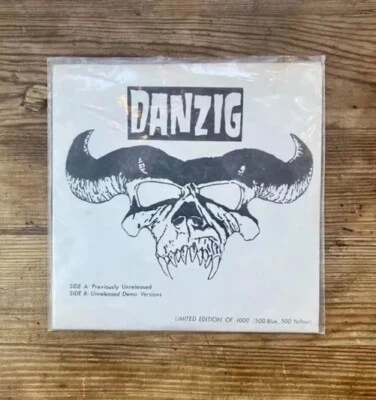 DANZIG
SIDE A: Previously Unreleased
SIDE B: Unreleased Demo Versions
LIMITED EDITION OF 1000 (500 Blue, 500 Yellow)